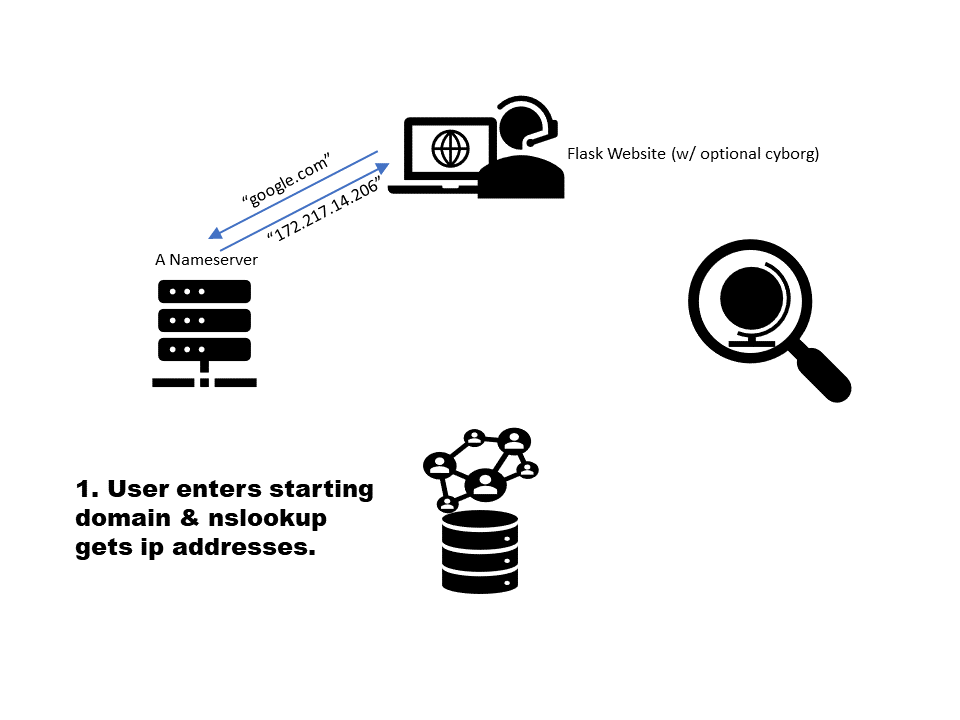 Flask Website (w/ optional cyborg)
“google.com”
“172.217.14.206”
A Nameserver
1. User enters starting
domain & nslookup
gets ip addresses.